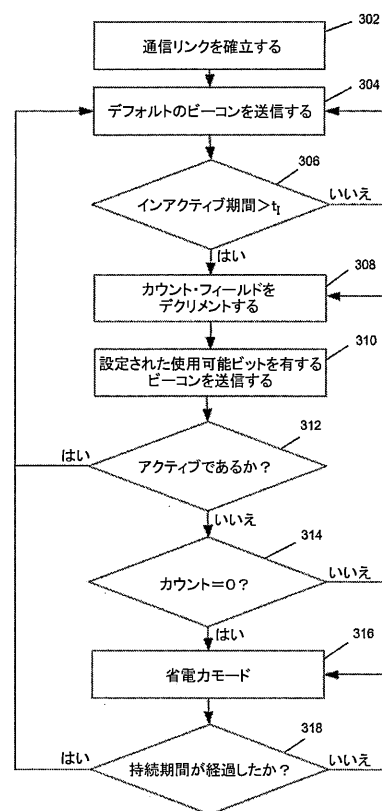 302
通信リンクを確立する
304
デフォルトのビーコンを送信する
306
インアクティブ期間>tI
いいえ
はい
308
カウント・フィールドを
デクリメントする
310
設定された使用可能ビットを有する
ビーコンを送信する
312
はい
アクティブであるか?
いいえ
314
カウント=0?
いいえ
はい
316
省電力モード
318
はい
持続期間が経過したか?
いいえ